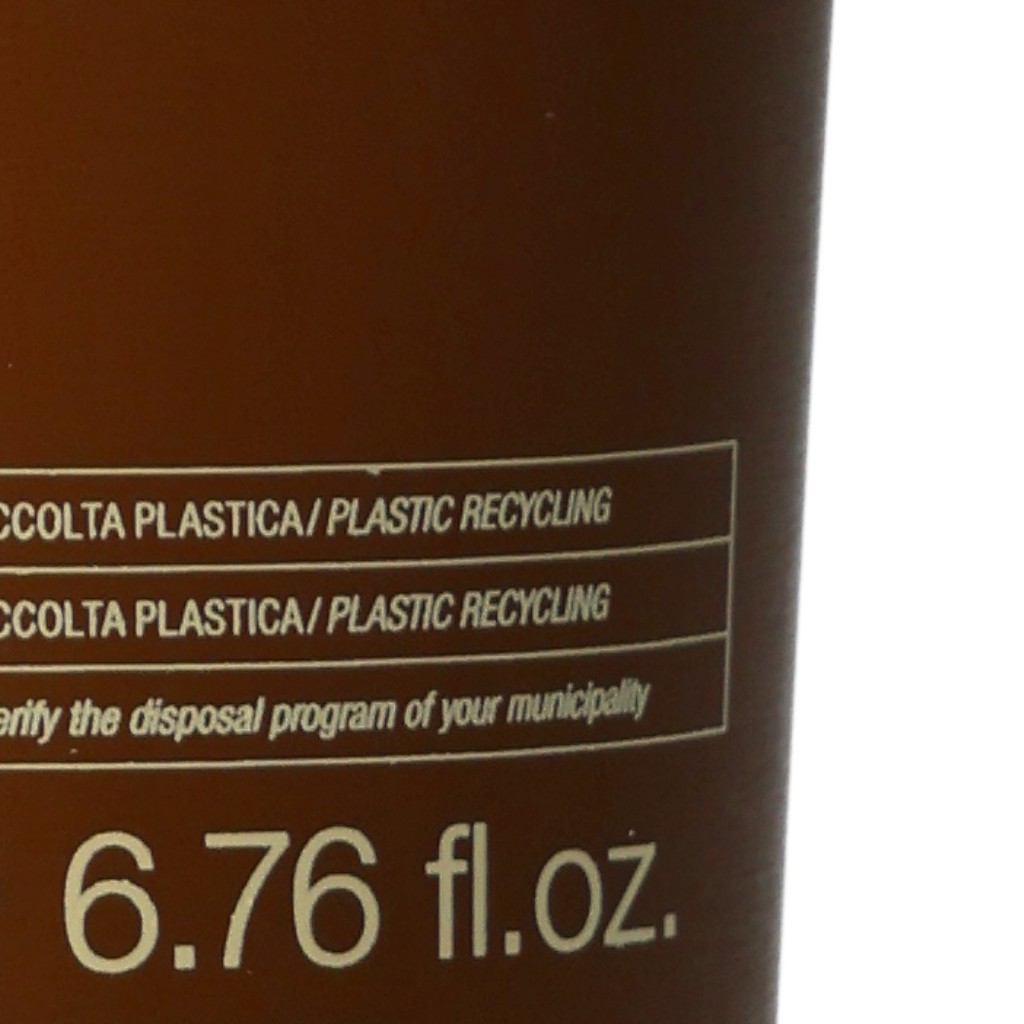 CCOLTA PLASTICA/ PLASTIC RECYCLING
CCOLTA PLASTICA/ PLASTIC RECYCLING
erify the disposal program of your municipality
6.76 fl.oz.